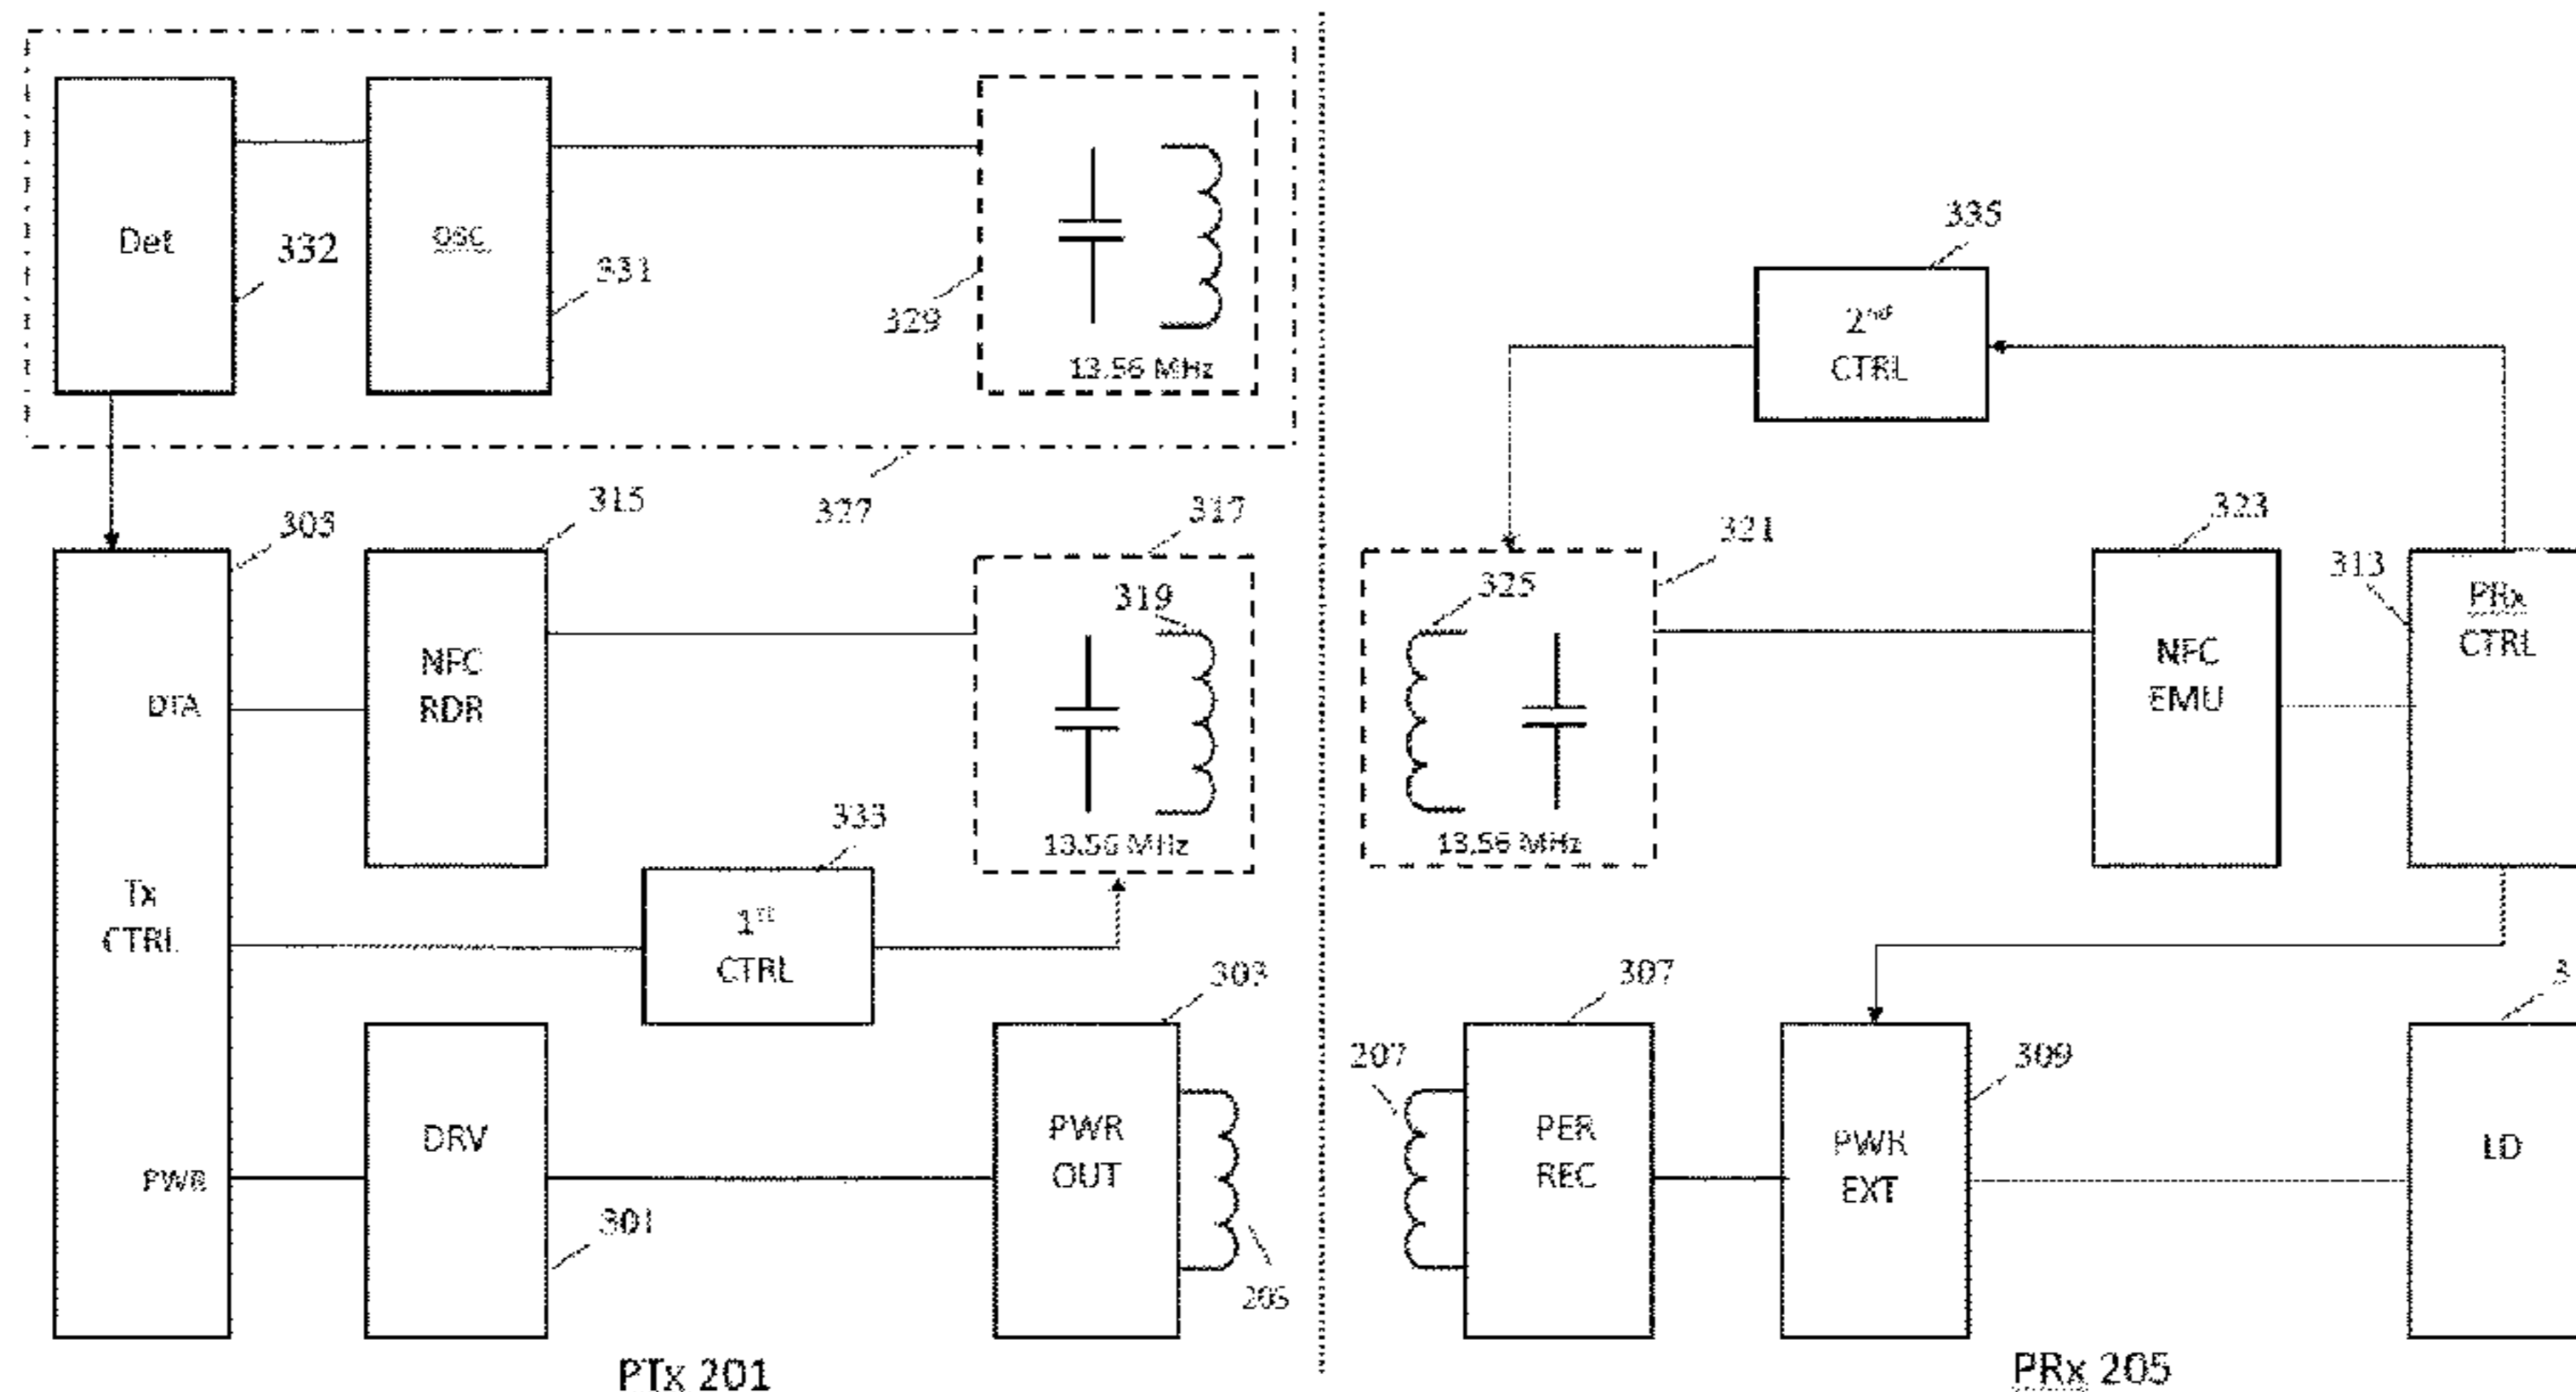 Det
332
OSC
331
329
13.56 MHz
327
335
2nd
CTRL
303
315
317
319
NFC
RDR
DTA
13.56 MHz
333
Tx
CTRL
1st
CTRL
303
DRV
PWR
301
PWR
OUT
205
PTx 201
321
325
13.56 MHz
323
NFC
EMU
313
PRx
CTRL
307
207
PER
REC
309
PWR
EXT
3
LD
PRx 205